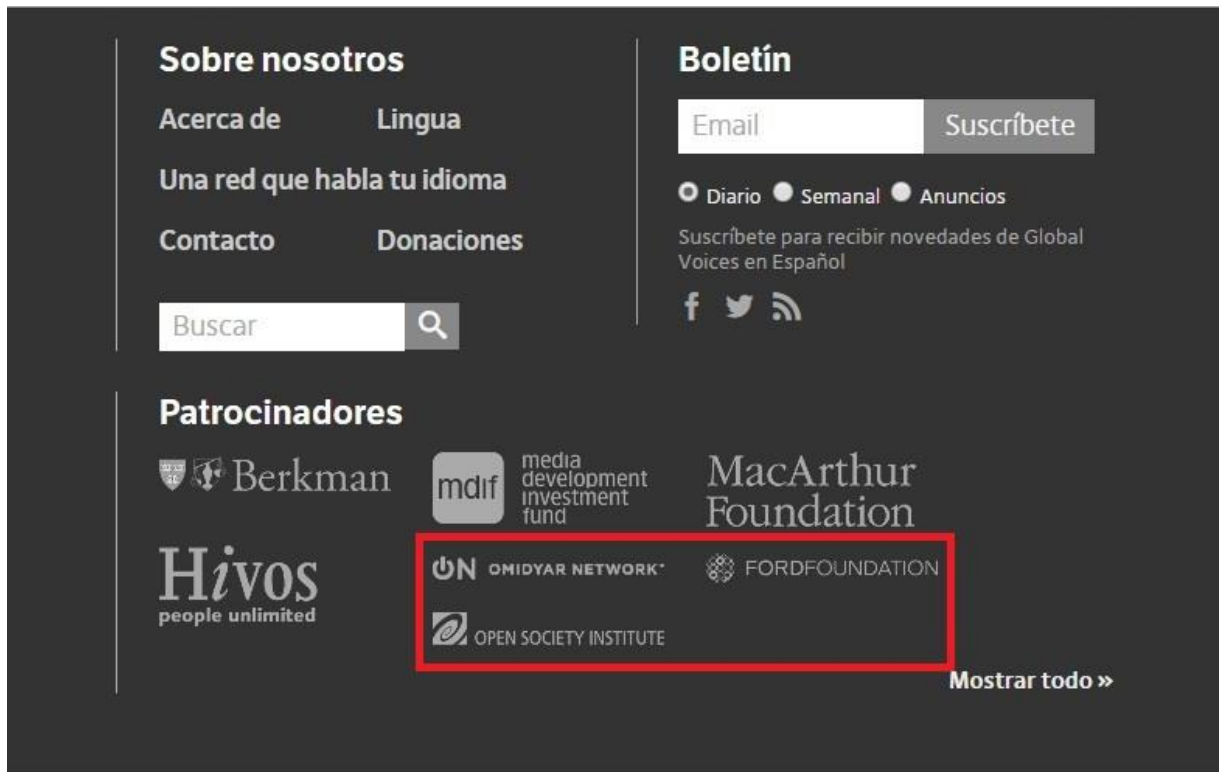 Sobre nosotros
Acerca de Lingua
Una red que habla tu idioma
Contacto Donaciones
Buscar
Boletín
Email Suscríbete
Diario Semanal Anuncios
Suscríbete para recibir novedades de Global
Voices en Español
Patrocinadores
Berkman
mdif
media
development
investment
fund
MacArthur
Foundation
Hivos
people unlimited
ON OMIDYAR NETWORK
FORDFOUNDATION
OPEN SOCIETY INSTITUTE
Mostrar todo »